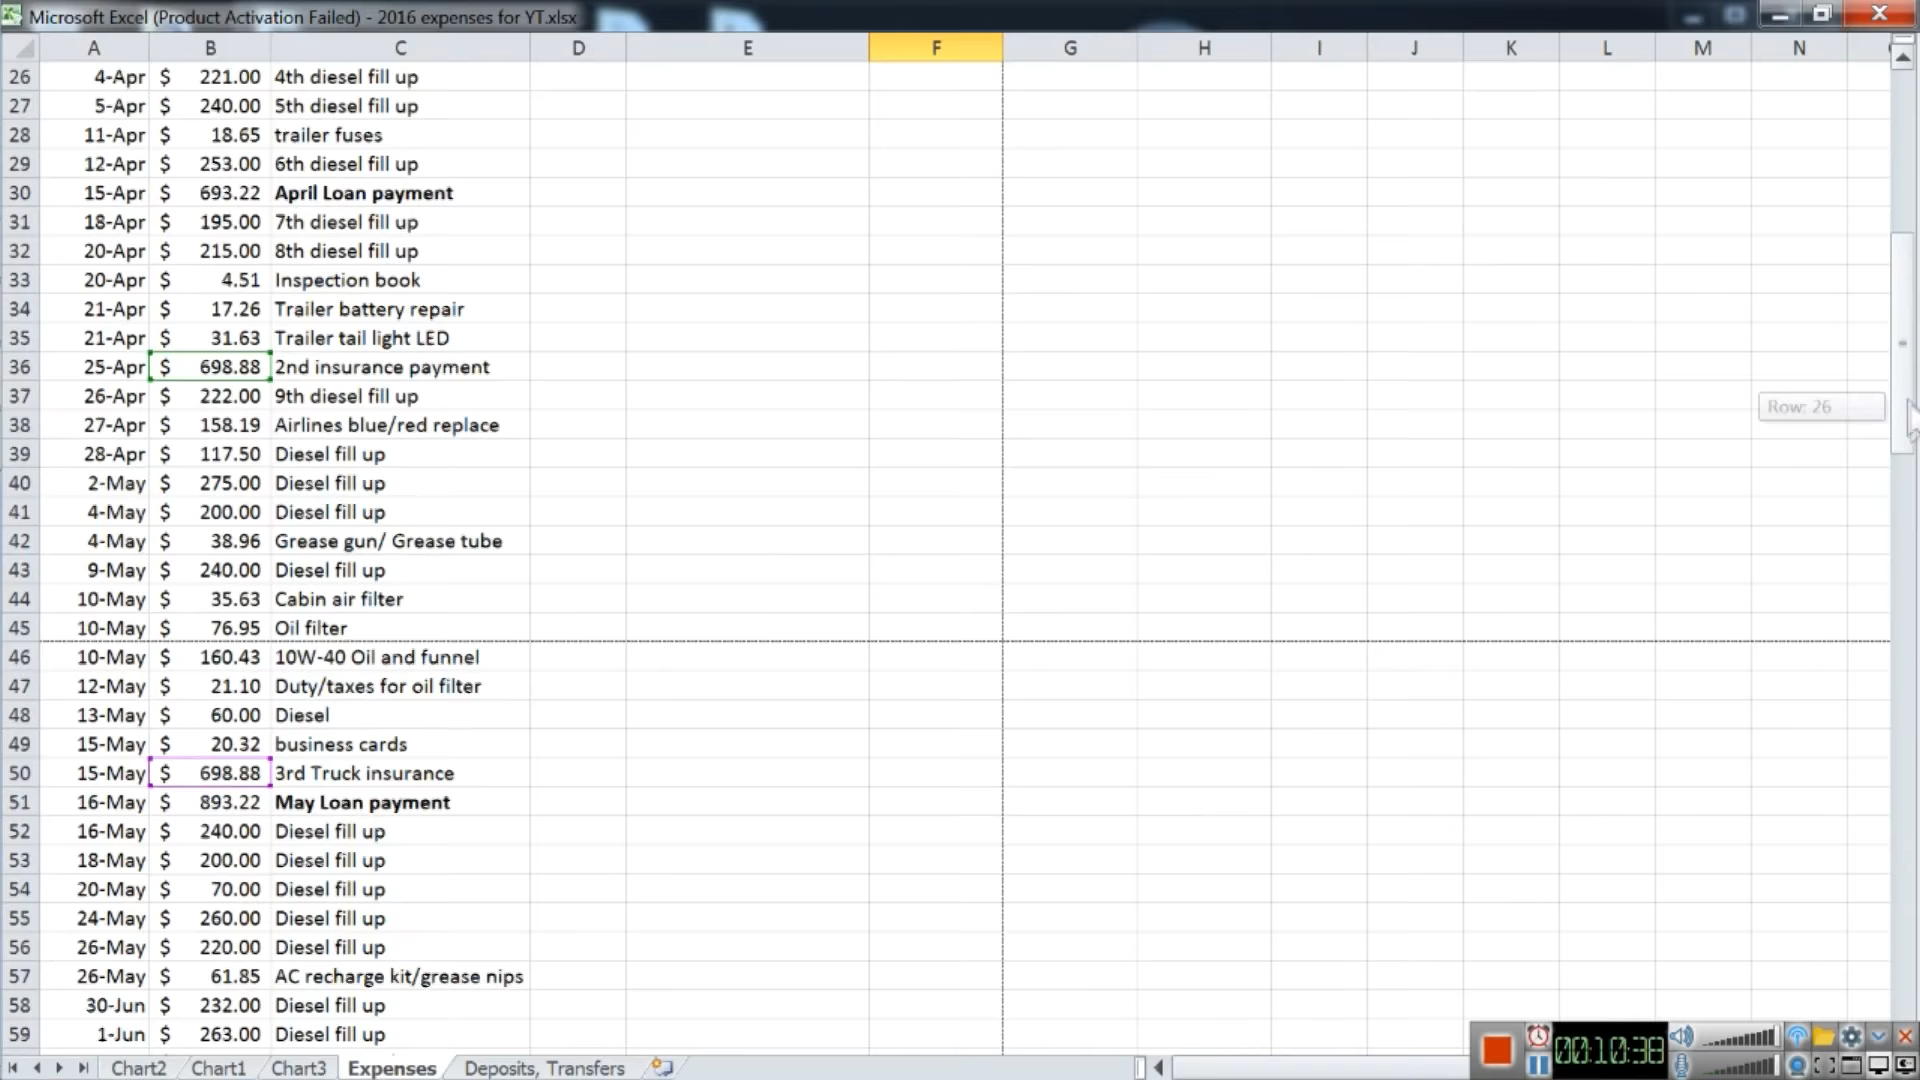 Microsoft Excel (Product Activation Failed) - 2016 expenses for YT.xlsx
A B C D E F G H I J K L M N
26 4-Apr $ 221.00 4th diesel fill up
27 5-Apr $ 240.00 5th diesel fill up
28 11-Apr $ 18.65 trailer fuses
29 12-Apr $ 253.00 6th diesel fill up
30 15-Apr $ 693.22 April Loan payment
31 18-Apr $ 195.00 7th diesel fill up
32 20-Apr $ 215.00 8th diesel fill up
33 20-Apr $ 4.51 Inspection book
34 21-Apr $ 17.26 Trailer battery repair
35 21-Apr $ 31.63 Trailer tail light LED
36 25-Apr $ 698.88 2nd insurance payment
37 26-Apr $ 222.00 9th diesel fill up
38 27-Apr $ 158.19 Airlines blue/red replace
Row: 26
39 28-Apr $ 117.50 Diesel fill up
40 2-May $ 275.00 Diesel fill up
41 4-May $ 200.00 Diesel fill up
42 4-May $ 38.96 Grease gun/ Grease tube
43 9-May $ 240.00 Diesel fill up
44 10-May $ 35.63 Cabin air filter
45 10-May $ 76.95 Oil filter
46 10-May $ 160.43 10W-40 Oil and funnel
47 12-May $ 21.10 Duty/taxes for oil filter
48 13-May $ 60.00 Diesel
49 15-May $ 20.32 business cards
50 15-May $ 698.88 3rd Truck insurance
51 16-May $ 893.22 May Loan payment
52 16-May $ 240.00 Diesel fill up
53 18-May $ 200.00 Diesel fill up
54 20-May $ 70.00 Diesel fill up
55 24-May $ 260.00 Diesel fill up
56 26-May $ 220.00 Diesel fill up
57 26-May $ 61.85 AC recharge kit/grease nips
58 30-Jun $ 232.00 Diesel fill up
59 1-Jun $ 263.00 Diesel fill up
00:10:38
Chart2 Chart1 Chart3 Expenses Deposits, Transfers